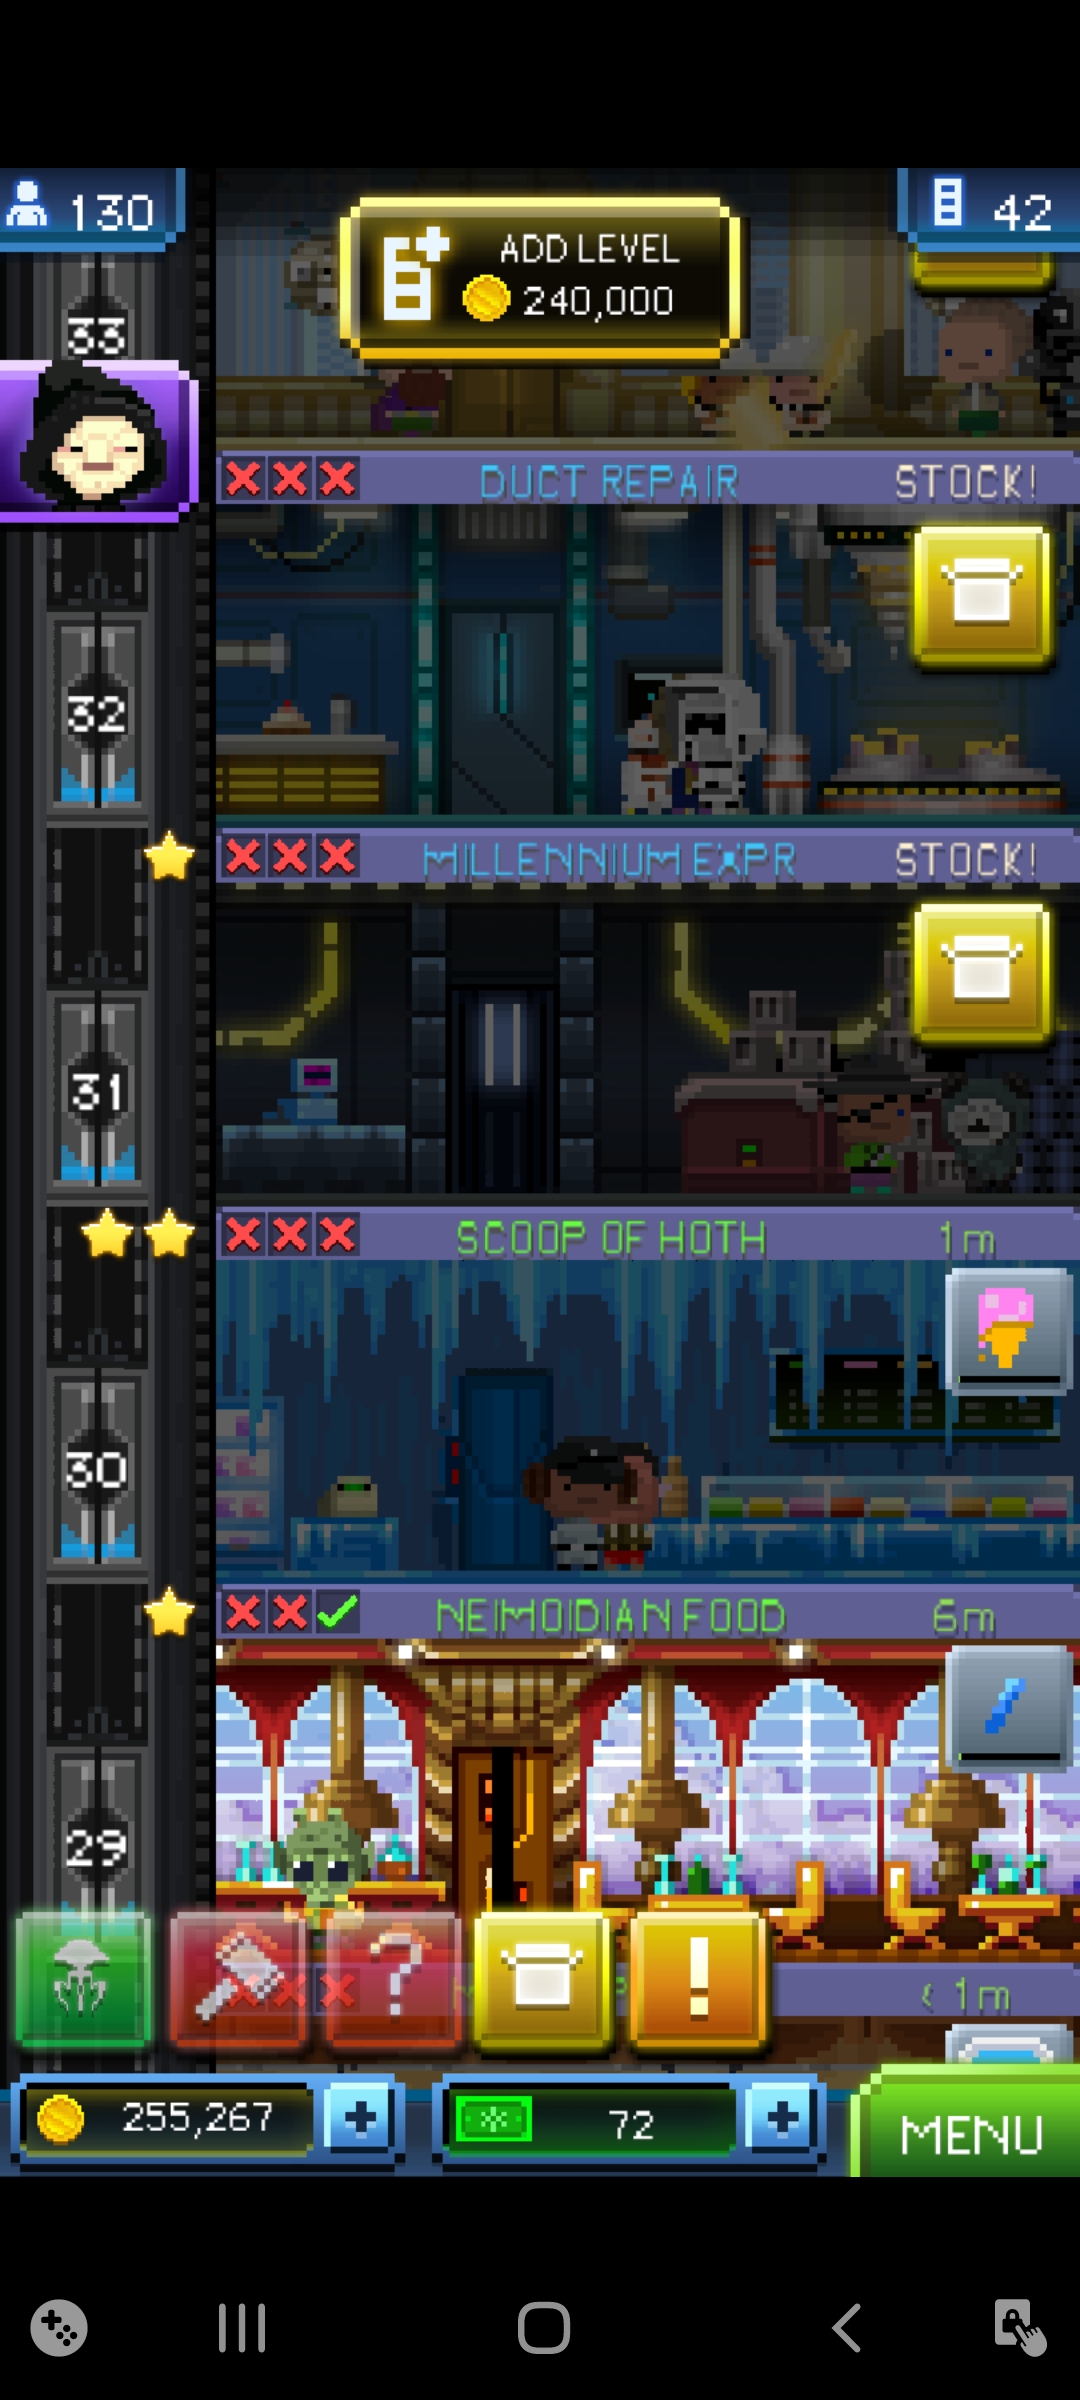 130
ADD LEVEL
240,000
42
33
DUCT REPAIR
STOCK!
32
MILLENNIUM EXPR
STOCK!
31
SCOOP OF HOTH
1m
30
NEIMOIDIAN FOOD
6m
29
?
!
< 1m
255,267
+
72
+
MENU